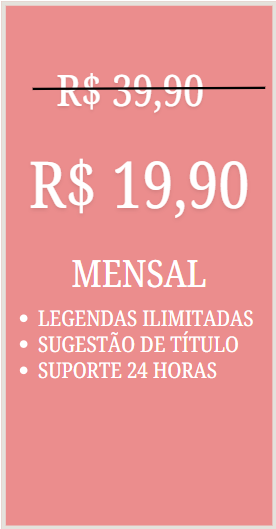 R$ 39,90
R$ 19,90
MENSAL
• LEGENDAS ILIMITADAS
• SUGESTÃO DE TÍTULO
• SUPORTE 24 HORAS